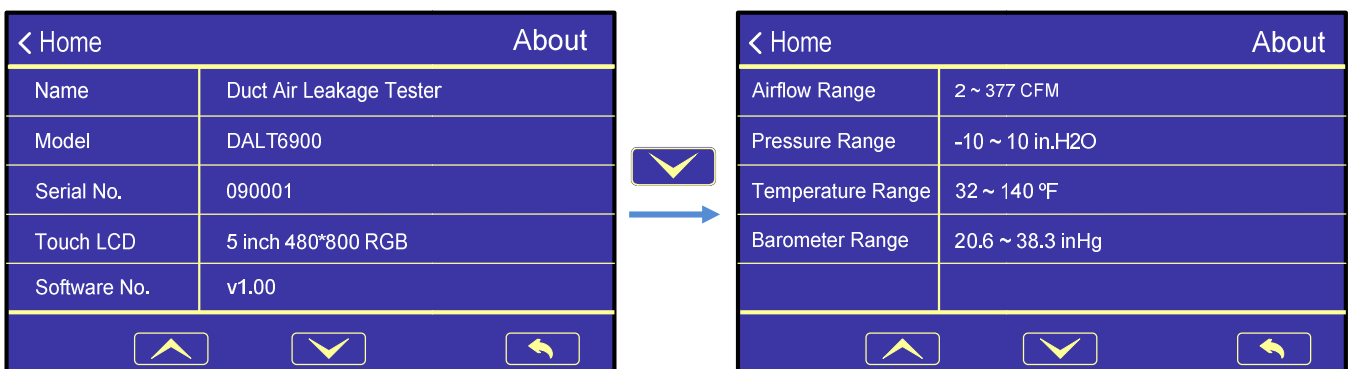 Home About
Name Duct Air Leakage Tester
Model DALT6900
Serial No. 090001
Touch LCD 5 inch 480*800 RGB
Software No. v1.00
Home About
Airflow Range 2 ~ 377 CFM
Pressure Range -10 ~ 10 in.H2O
Temperature Range 32 ~ 140 ºF
Barometer Range 20.6 ~ 38.3 inHg